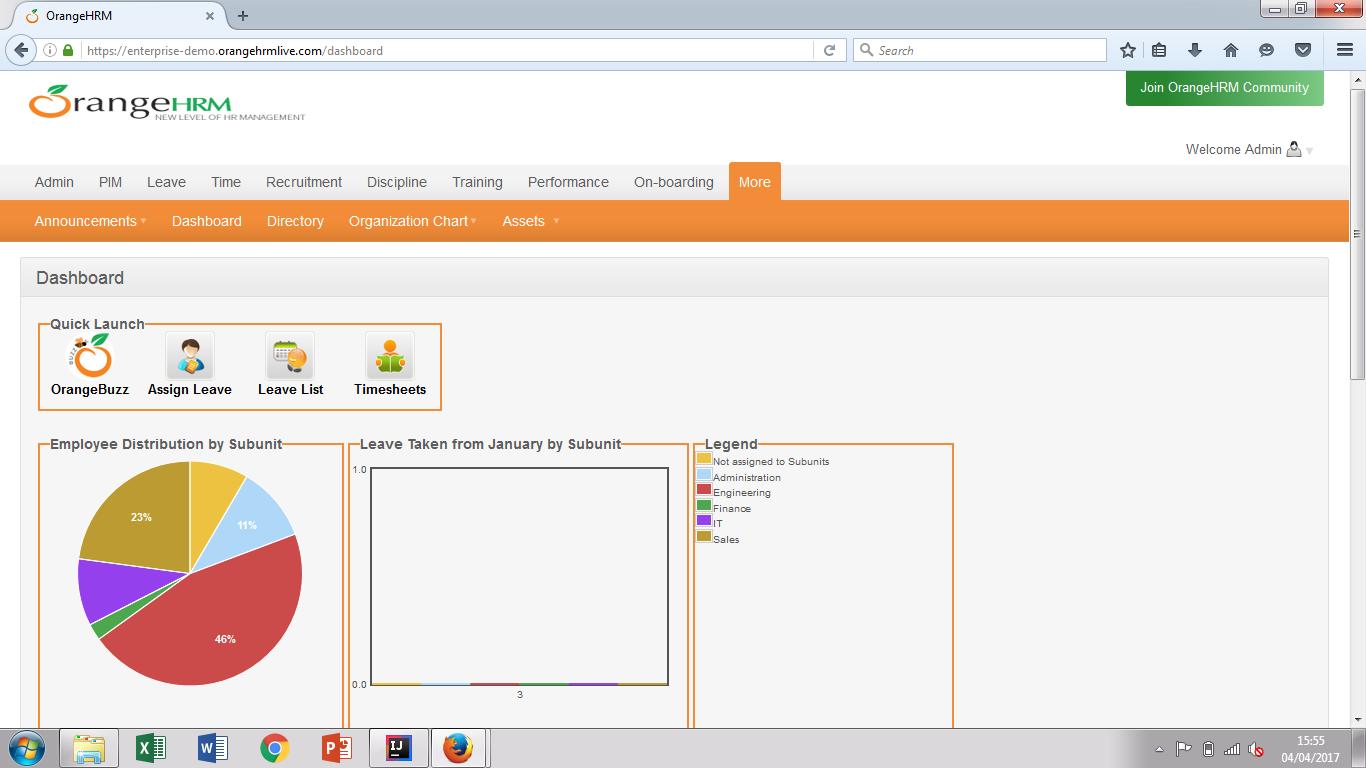 OrangeHRM
https://enterprise-demo.orangehrmlive.com/dashboard
Search
OrangeHRM
NEW LEVEL OF HR MANAGEMENT
Join OrangeHRM Community
Welcome Admin
Admin PIM Leave Time Recruitment Discipline Training Performance On-boarding More
Announcements Dashboard Directory Organization Chart Assets
Dashboard
Quick Launch
BUZZ
OrangeBuzz Assign Leave Leave List Timesheets
Employee Distribution by Subunit
23%
11%
46%
Leave Taken from January by Subunit
1.0
0.0
3
Legend
Not assigned to Subunits
Administration
Engineering
Finance
IT
Sales
IJ
15:55
04/04/2017